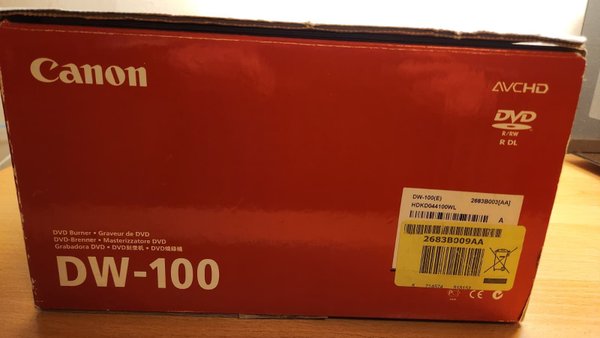 Canon
AVCHD
DVD
R/RW
R DL
DW-100(E) 2683B003[AA]
HDKD044100WL
A
2683B009AA
DVD Burner • Graveur de DVD
DVD-Brenner • Masterizzatore DVD
Grabadora DVD • DVD刻录机 • DVD燒錄機
DW-100
CE